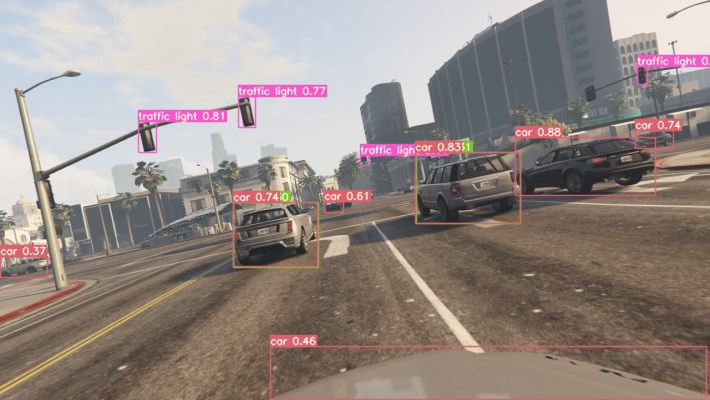 traffic light 0.77
traffic light 0.81
traffic light 0.
car 0.74
car 0.88
car 0.83
traffic ligh
car 0.74
car 0.61
car 0.37
car 0.46